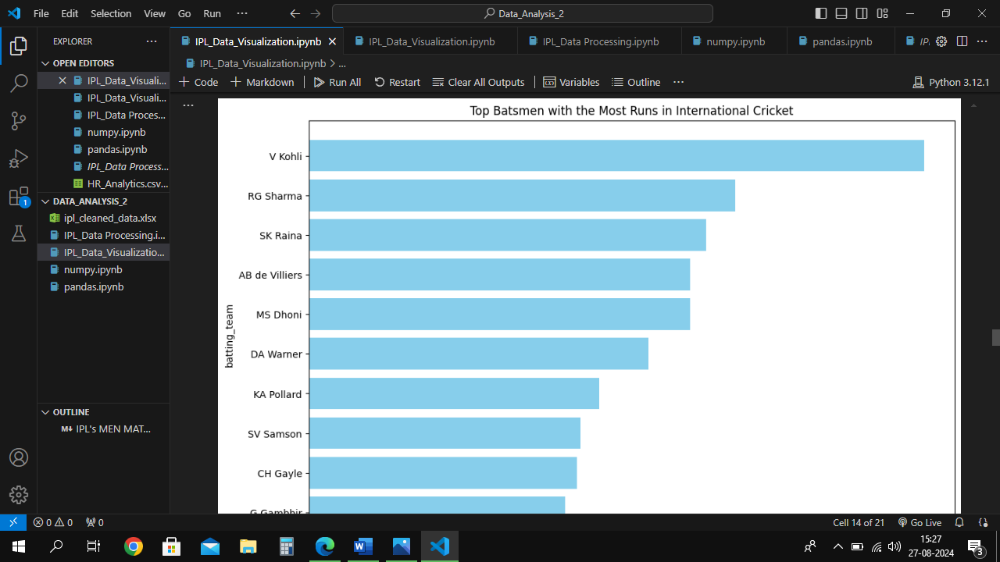 File Edit Selection View Go Run ···
Data_Analysis_2
EXPLORER
OPEN EDITORS
IPL_Data_Visuali...
IPL_Data_Visuali...
IPL_Data Process...
numpy.ipynb
pandas.ipynb
IPL_Data Process...
HR_Analytics.csv...
DATA_ANALYSIS_2
ipl_cleaned_data.xlsx
IPL_Data Processing.i...
IPL_Data_Visualizatio...
numpy.ipynb
pandas.ipynb
OUTLINE
IPL's MEN MAT...
1
IPL_Data_Visualization.ipynb IPL_Data_Visualization.ipynb IPL_Data Processing.ipynb numpy.ipynb pandas.ipynb IPL
IPL_Data_Visualization.ipynb > ...
Code Markdown Run All Restart Clear All Outputs Variables Outline ··· Python 3.12.1
Top Batsmen with the Most Runs in International Cricket
batting_team
V Kohli
RG Sharma
SK Raina
AB de Villiers
MS Dhoni
DA Warner
KA Pollard
SV Samson
CH Gayle
G Gambhir
0 0 0 Cell 14 of 21 Go Live
15:27
27-08-2024
3